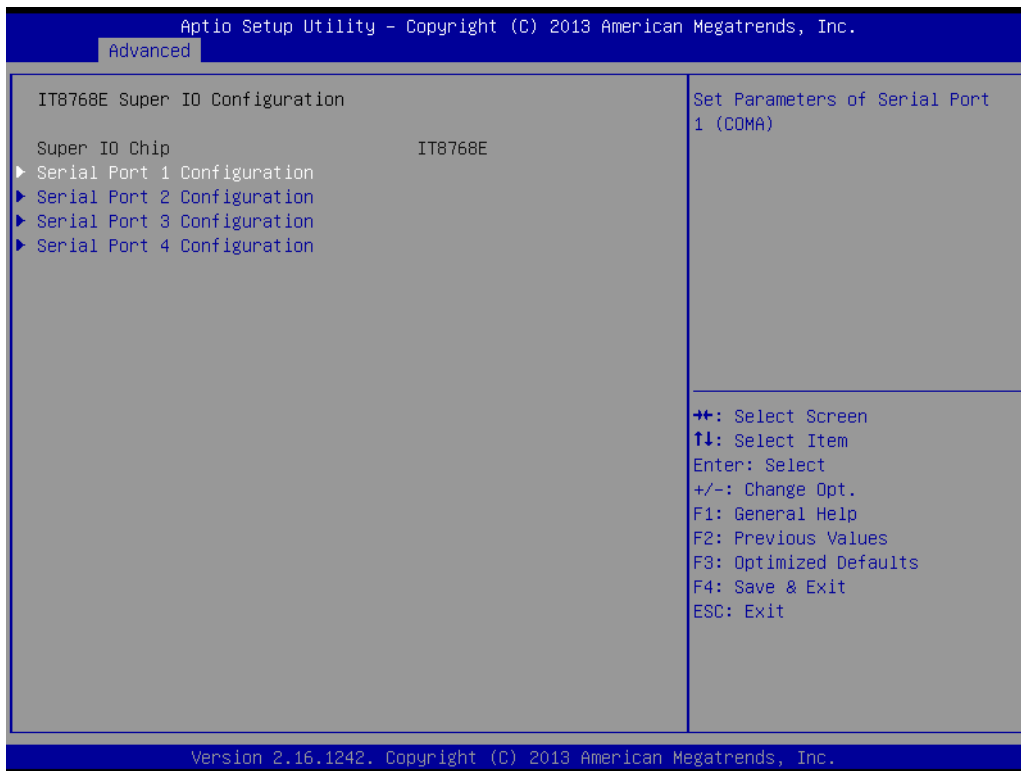 Aptio Setup Utility – Copyright (C) 2013 American Megatrends, Inc.
Advanced
IT8768E Super IO Configuration
Super IO Chip IT8768E
Serial Port 1 Configuration
Serial Port 2 Configuration
Serial Port 3 Configuration
Serial Port 4 Configuration
Set Parameters of Serial Port
1 (COMA)
→←: Select Screen
↑↓: Select Item
Enter: Select
+/-: Change Opt.
F1: General Help
F2: Previous Values
F3: Optimized Defaults
F4: Save & Exit
ESC: Exit
Version 2.16.1242. Copyright (C) 2013 American Megatrends, Inc.